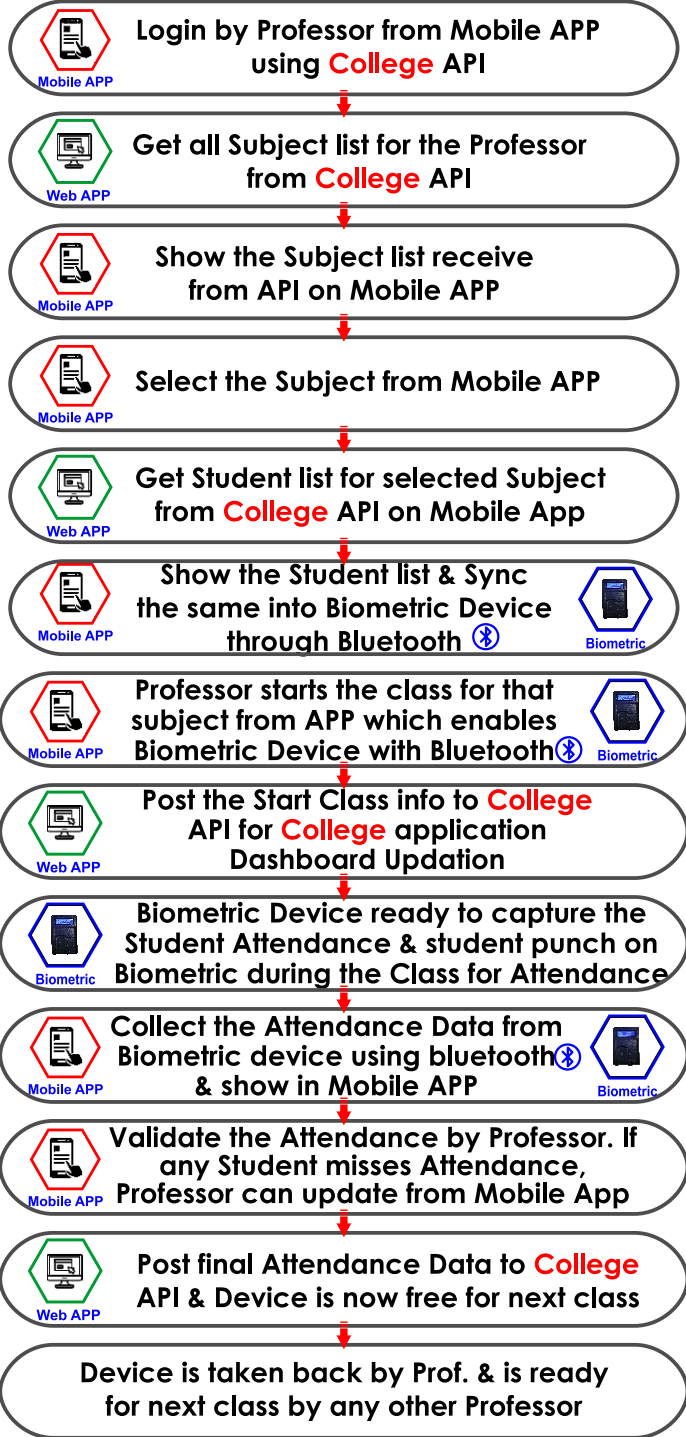 Login by Professor from Mobile APP
using College API
Mobile APP
Get all Subject list for the Professor
from College API
Web APP
Show the Subject list receive
from API on Mobile APP
Mobile APP
Select the Subject from Mobile APP
Mobile APP
Get Student list for selected Subject
from College API on Mobile App
Web APP
Show the Student list & Sync
the same into Biometric Device
through Bluetooth
Mobile APP
Biometric
Professor starts the class for that
subject from APP which enables
Biometric Device with Bluetooth
Mobile APP
Biometric
Post the Start Class info to College
API for College application
Dashboard Updation
Web APP
Biometric Device ready to capture the
Student Attendance & student punch on
Biometric during the Class for Attendance
Biometric
Collect the Attendance Data from
Biometric device using bluetooth
& show in Mobile APP
Mobile APP
Biometric
Validate the Attendance by Professor. If
any Student misses Attendance,
Professor can update from Mobile App
Mobile APP
Post final Attendance Data to College
API & Device is now free for next class
Web APP
Device is taken back by Prof. & is ready
for next class by any other Professor